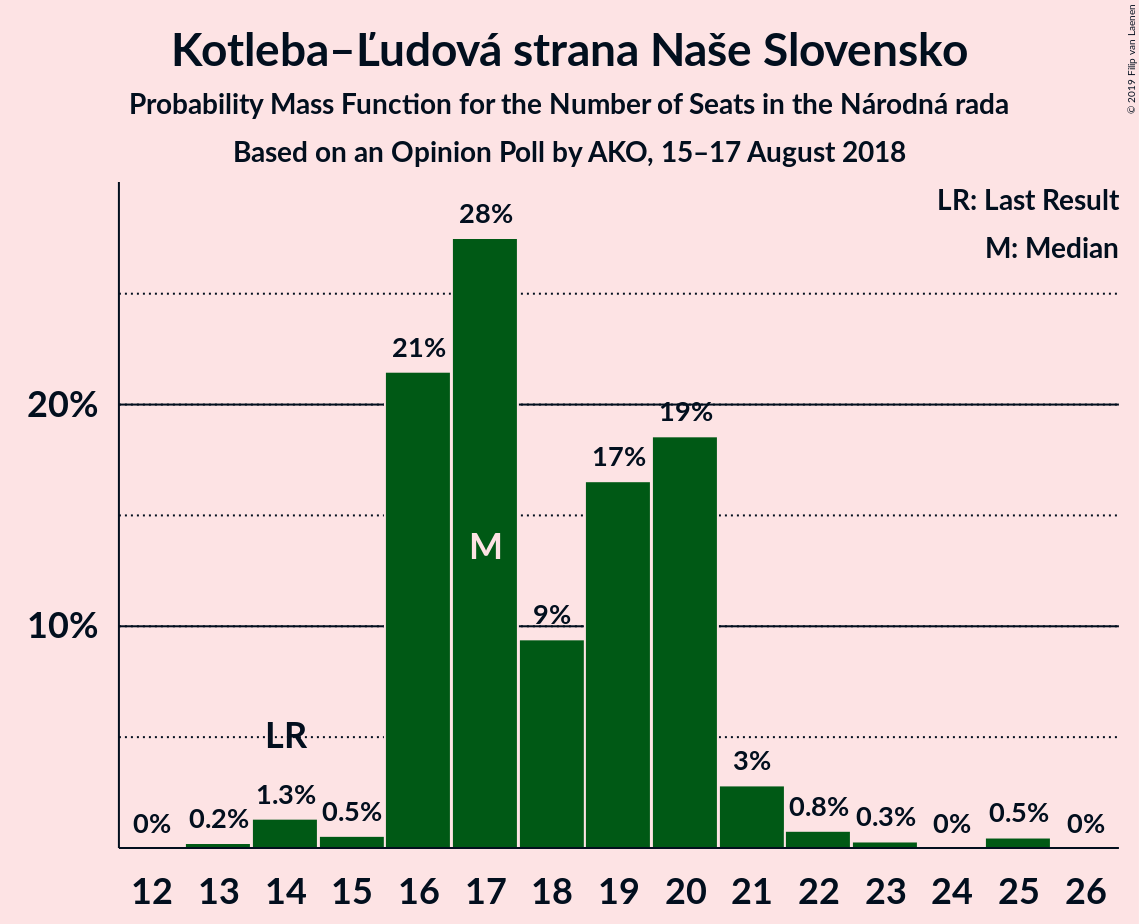 Kotleba–Ľudová strana Naše Slovensko
Probability Mass Function for the Number of Seats in the Národná rada
Based on an Opinion Poll by AKO, 15–17 August 2018
© 2019 Filip van Laenen
LR: Last Result
M: Median
28%
21%
20%
19%
17%
M
10%
9%
LR
3%
1.3%
0.8%
0.5%
0.5%
0.3%
0.2%
0%
0%
0%
12 13 14 15 16 17 18 19 20 21 22 23 24 25 26